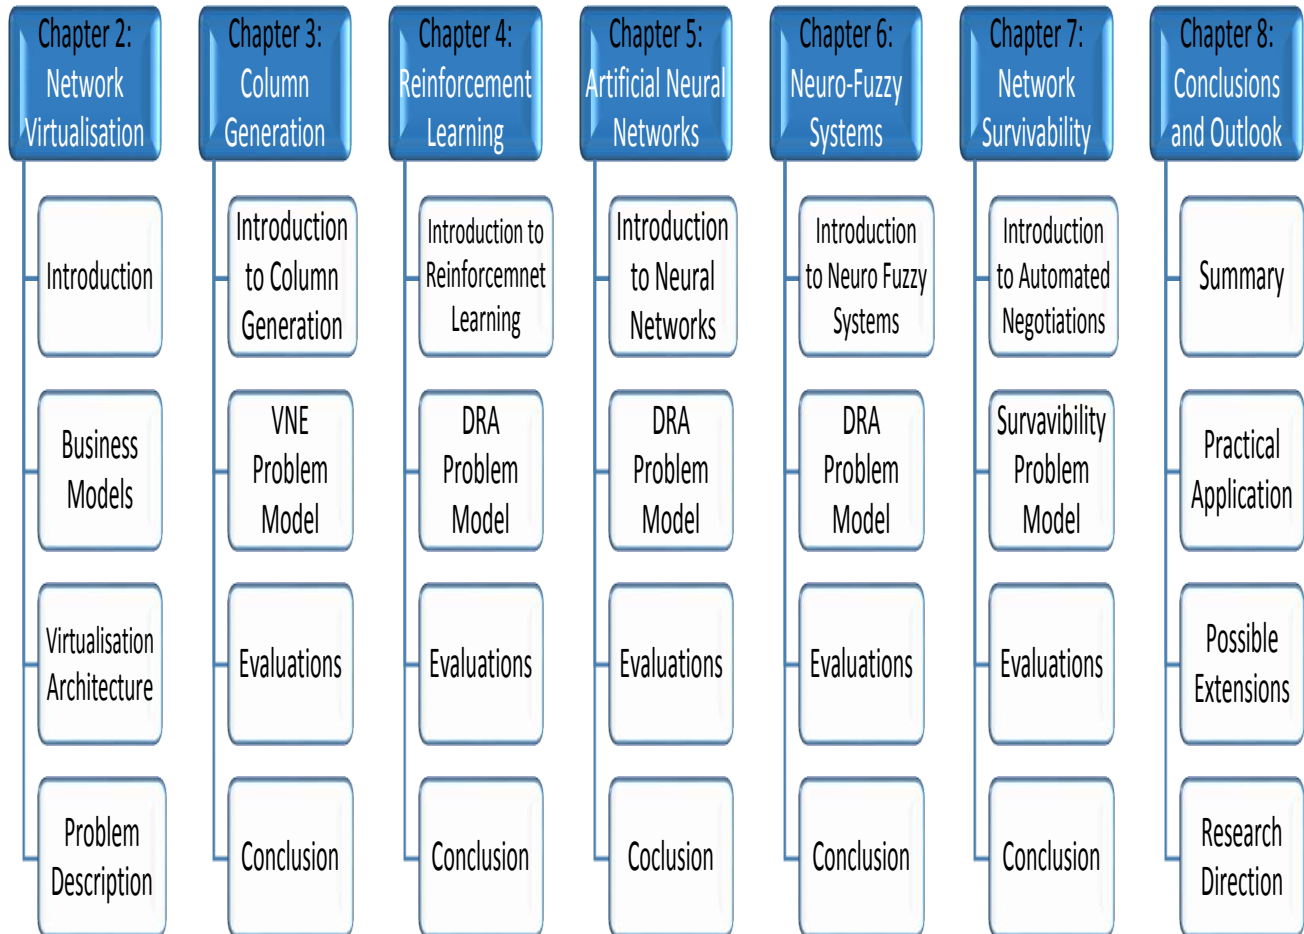 Chapter 2:
Network
Virtualisation
Introduction
Business
Models
Virtualisation
Architecture
Problem
Description
Chapter 3:
Column
Generation
Introduction
to Column
Generation
VNE
Problem
Model
Evaluations
Conclusion
Chapter 4:
Reinforcement
Learning
Introduction to
Reinforcemnet
Learning
DRA
Problem
Model
Evaluations
Conclusion
Chapter 5:
Artificial Neural
Networks
Introduction
to Neural
Networks
DRA
Problem
Model
Evaluations
Coclusion
Chapter 6:
Neuro-Fuzzy
Systems
Introduction
to Neuro Fuzzy
Systems
DRA
Problem
Model
Evaluations
Conclusion
Chapter 7:
Network
Survivability
Introduction
to Automated
Negotiations
Survavibility
Problem
Model
Evaluations
Conclusion
Chapter 8:
Conclusions
and Outlook
Summary
Practical
Application
Possible
Extensions
Research
Direction